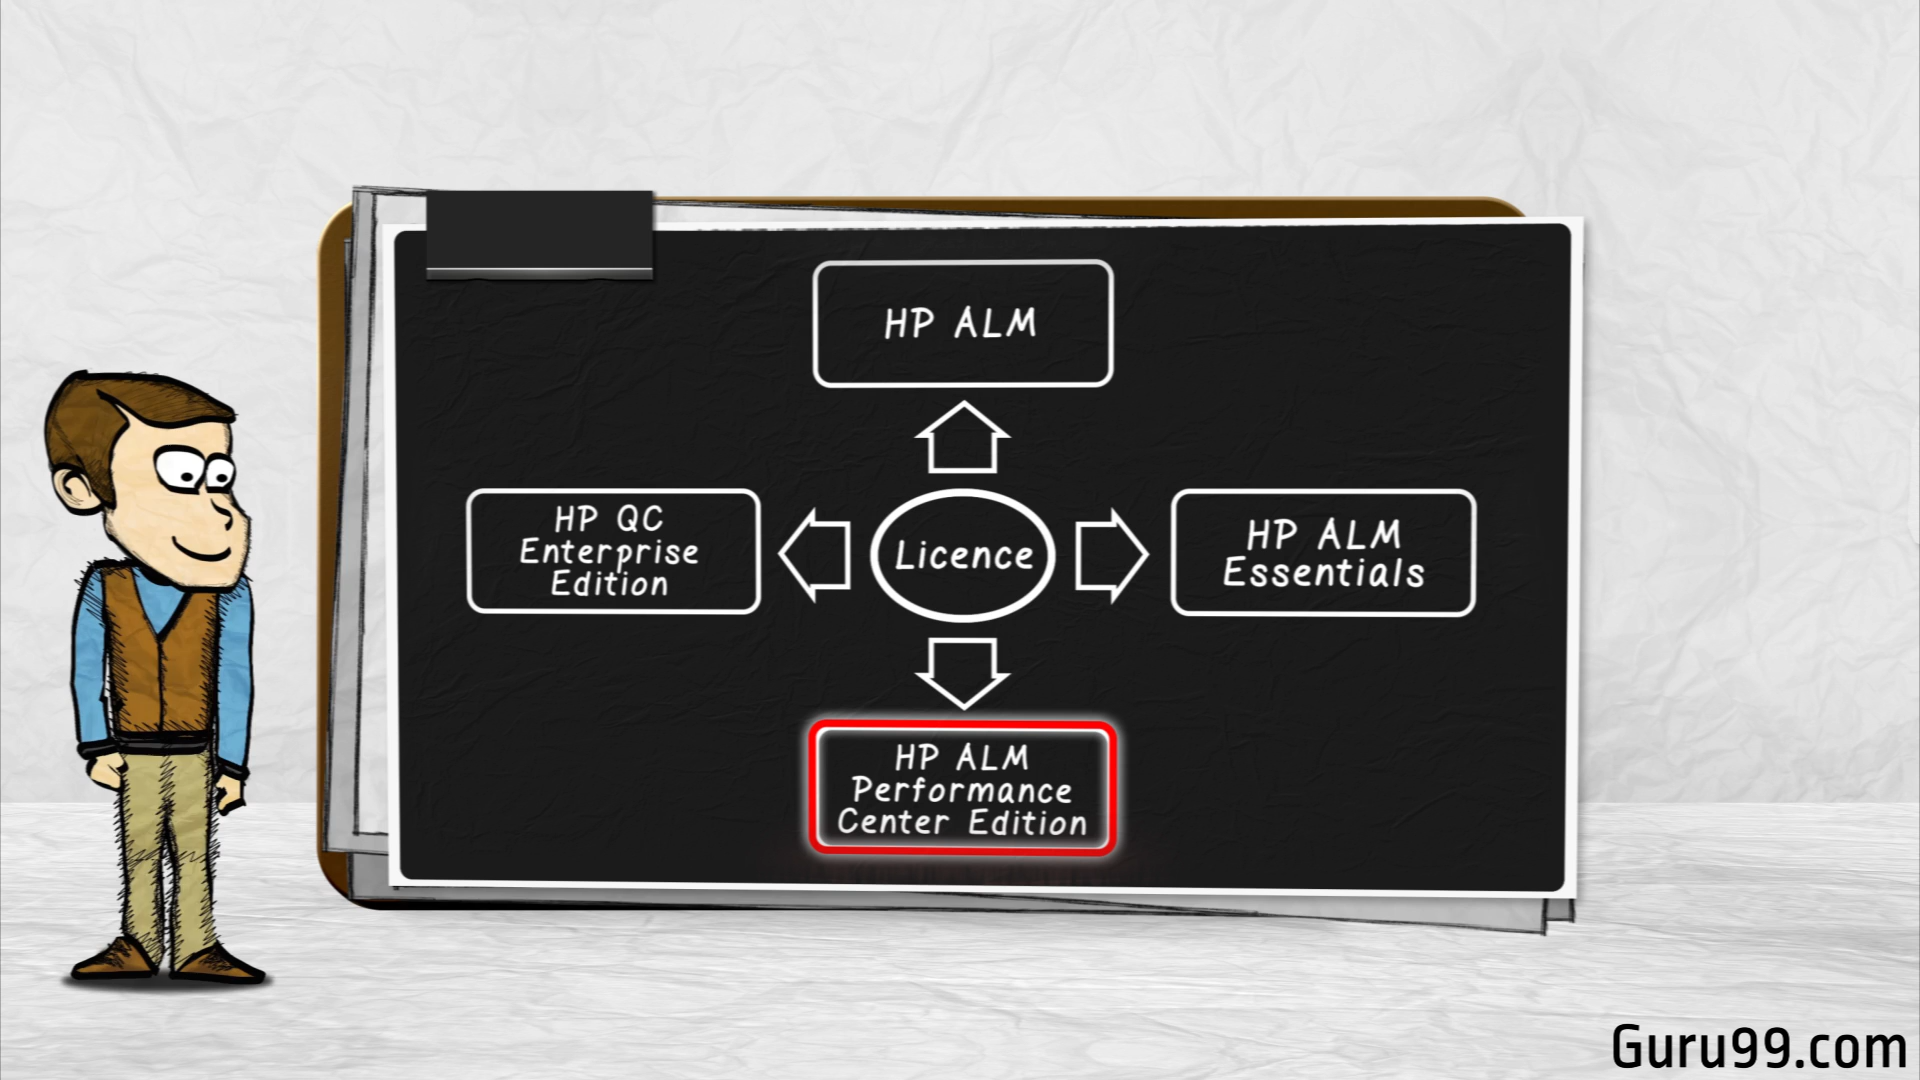 HP ALM
HP QC
Enterprise
Edition
Licence
HP ALM
Essentials
HP ALM
Performance
Center Edition
Guru99.com